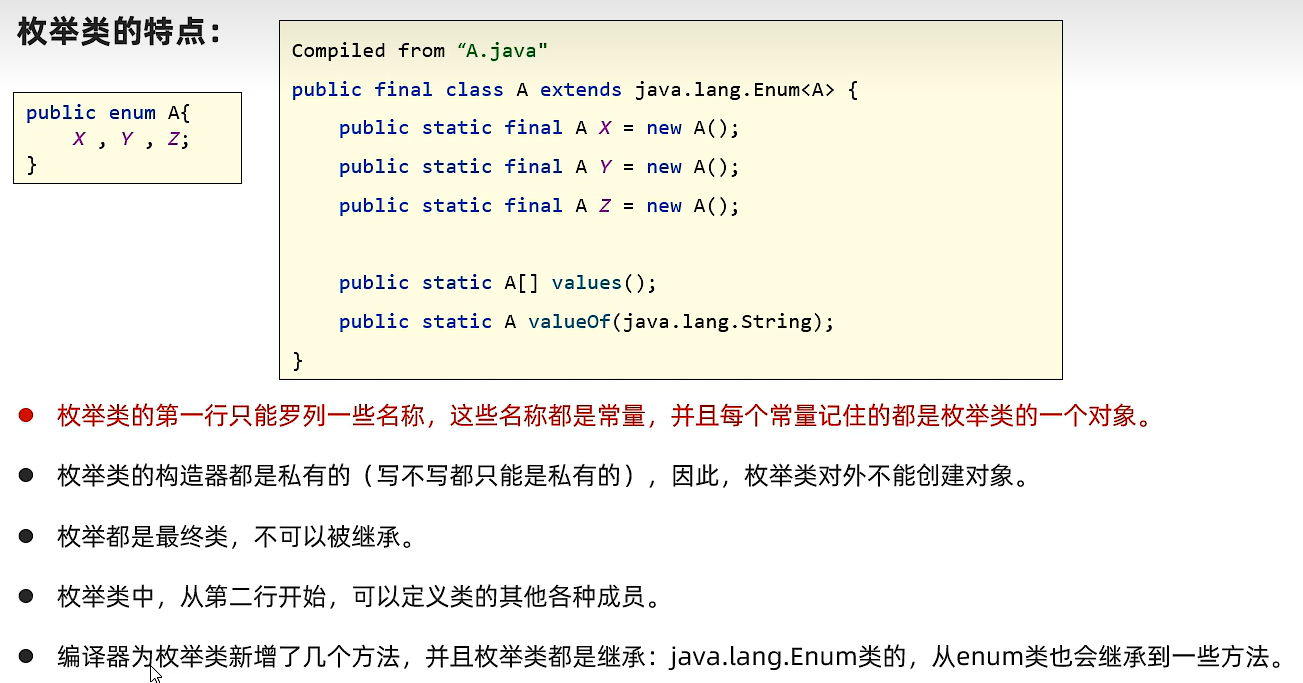 枚举类的特点：
public enum A{
X , Y , Z;
}
Compiled from “A.java"
public final class A extends java.lang.Enum<A> {
public static final A X = new A();
public static final A Y = new A();
public static final A Z = new A();
public static A[] values();
public static A valueOf(java.lang.String);
}
● 枚举类的第一行只能罗列一些名称，这些名称都是常量，并且每个常量记住的都是枚举类的一个对象。
● 枚举类的构造器都是私有的（写不写都只能是私有的），因此，枚举类对外不能创建对象。
● 枚举都是最终类，不可以被继承。
● 枚举类中，从第二行开始，可以定义类的其他各种成员。
● 编译器为枚举类新增了几个方法，并且枚举类都是继承：java.lang.Enum类的，从enum类也会继承到一些方法。